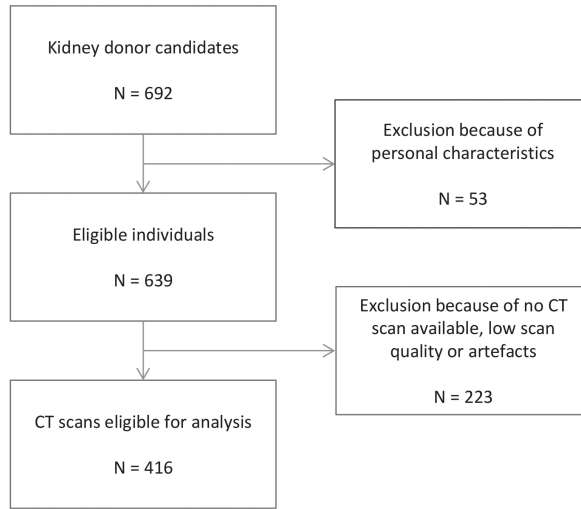 Kidney donor candidates
N = 692
Exclusion because of
personal characteristics
N = 53
Eligible individuals
N = 639
Exclusion because of no CT
scan available, low scan
quality or artefacts
N = 223
CT scans eligible for analysis
N = 416